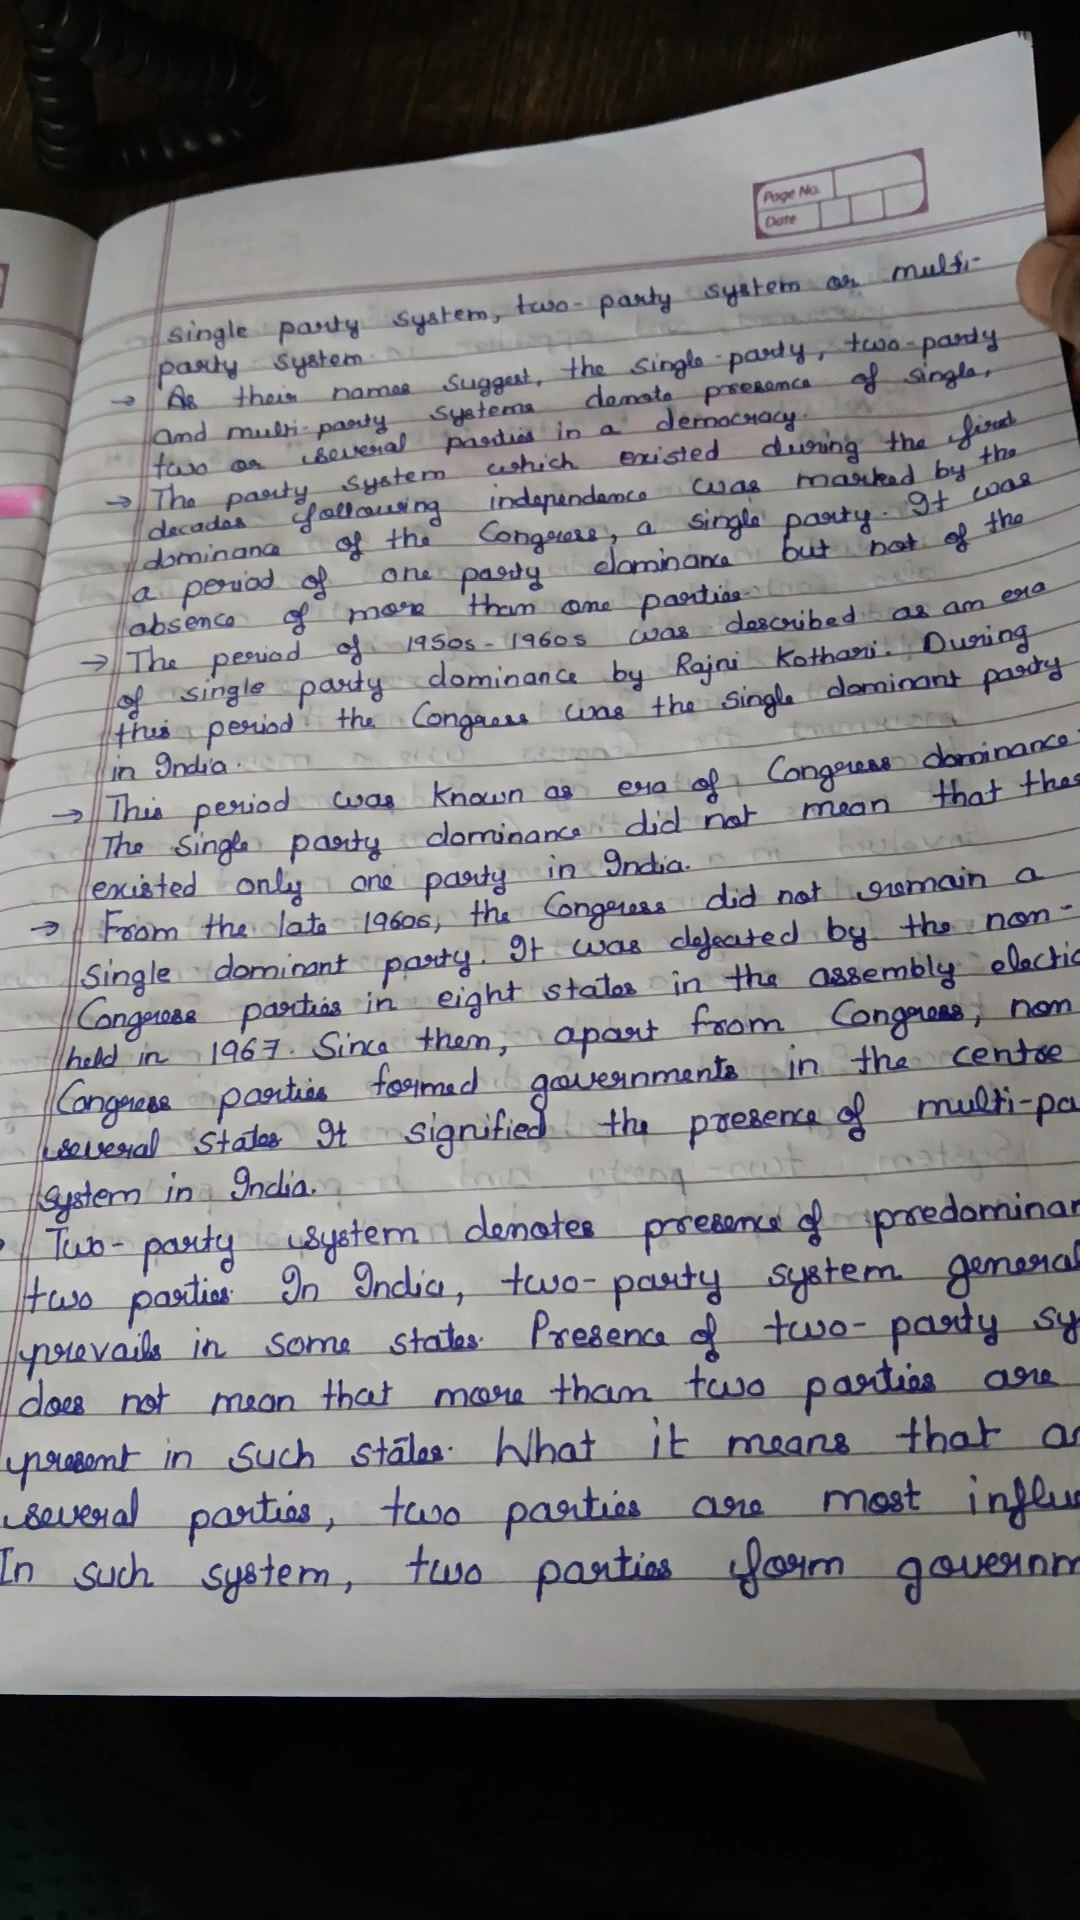 Page No.
Date
single party system, two-party system or multi-
party system.
→ As their names suggest, the single-party, two-party
and multi-party systems denote presence of single,
two or several parties in a democracy.
→ The party system which existed during the first
decades following independence was marked by the
dominance of the Congress, a single party. It was
a period of one party dominance but not of the
absence of more than one parties.
→ The period of 1950s-1960s was described as an era
of single party dominance by Rajni Kothari. During
this period the Congress was the single dominant party
in India.
→ This period was known as era of Congress dominance.
The single party dominance did not mean that ther
existed only one party in India.
→ From the late 1960s, the Congress did not remain a
single dominant party. It was defeated by the non-
Congress parties in eight states in the assembly electio
held in 1967. Since them, apart from Congress, non
Congress parties formed governments in the centre
several states It signified the presence of multi-pa
system in India.
Two-party system denotes presence of predominan
two parties. In India, two-party system general
prevails in some states. Presence of two-party sy
does not mean that more than two parties are
present in such states. What it means that a
several parties, two parties are most influ
In such system, two parties form governm